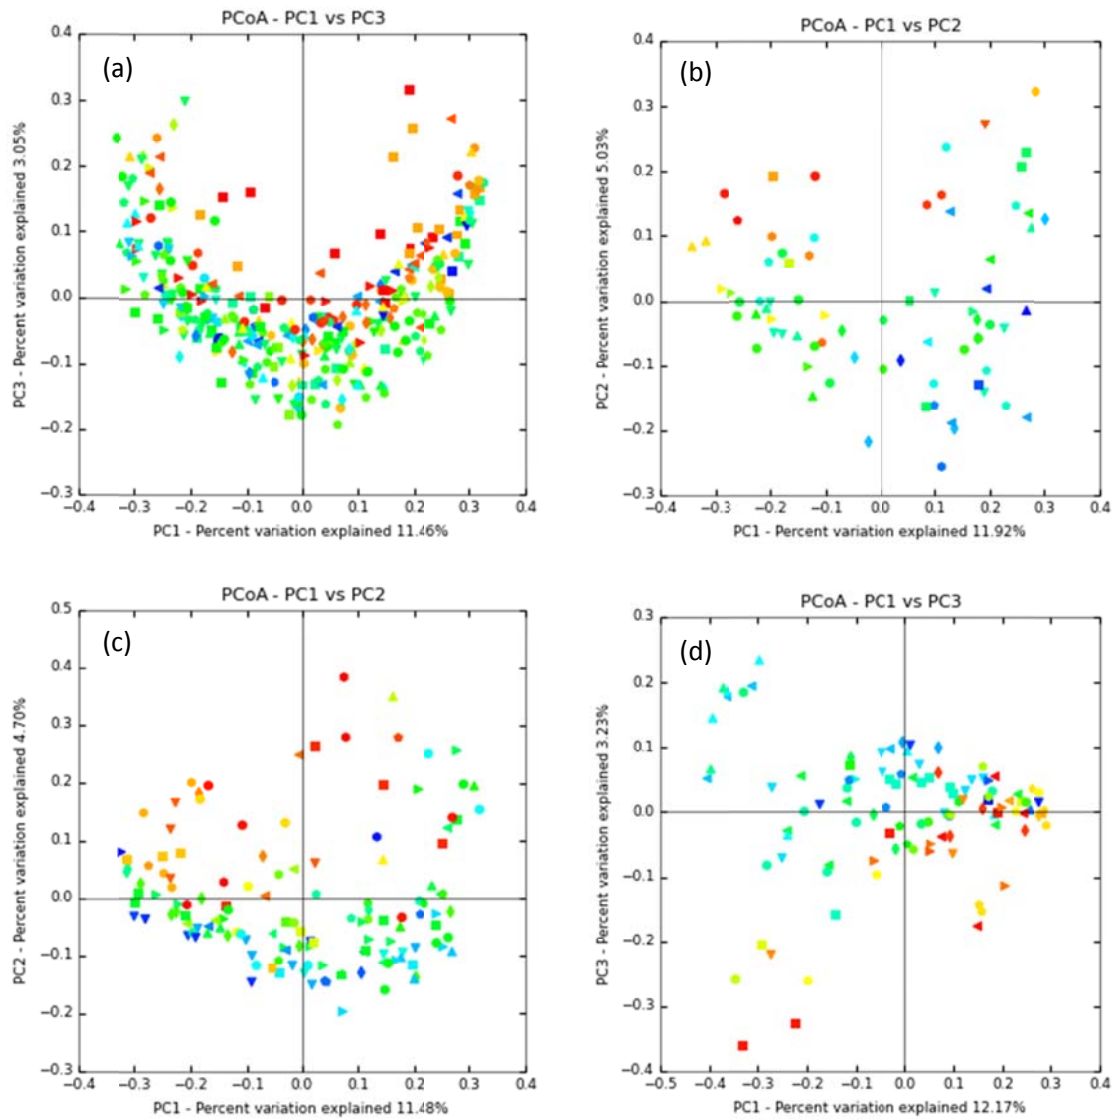 PCoA - PC1 vs PC3
(a)
0.4
0.3
0.2
0.1
0.0
−0.1
−0.2
−0.3
−0.4 −0.3 −0.2 −0.1 0.0 0.1 0.2 0.3 0.4
PC3 - Percent variation explained 3.05%
PC1 - Percent variation explained 11.46%
PCoA - PC1 vs PC2
(b)
0.4
0.3
0.2
0.1
0.0
−0.1
−0.2
−0.3
−0.4 −0.3 −0.2 −0.1 0.0 0.1 0.2 0.3 0.4
PC2 - Percent variation explained 5.03%
PC1 - Percent variation explained 11.92%
PCoA - PC1 vs PC2
(c)
0.5
0.4
0.3
0.2
0.1
0.0
−0.1
−0.2
−0.3
−0.4 −0.3 −0.2 −0.1 0.0 0.1 0.2 0.3 0.4
PC2 - Percent variation explained 4.70%
PC1 - Percent variation explained 11.48%
PCoA - PC1 vs PC3
(d)
0.3
0.2
0.1
0.0
−0.1
−0.2
−0.3
−0.4
−0.5 −0.4 −0.3 −0.2 −0.1 0.0 0.1 0.2 0.3 0.4
PC3 - Percent variation explained 3.23%
PC1 - Percent variation explained 12.17%